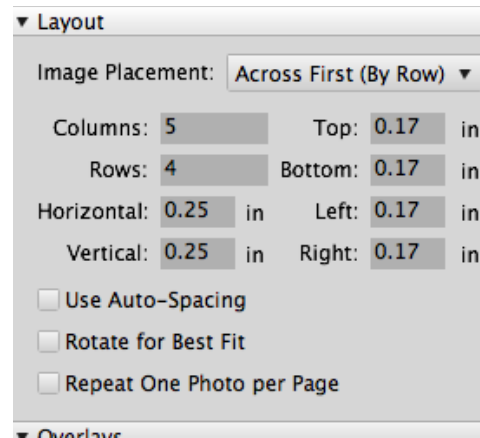 Layout
Image Placement: Across First (By Row)
Columns: 5 Top: 0.17 in
Rows: 4 Bottom: 0.17 in
Horizontal: 0.25 in Left: 0.17 in
Vertical: 0.25 in Right: 0.17 in
Use Auto-Spacing
Rotate for Best Fit
Repeat One Photo per Page
Overlays